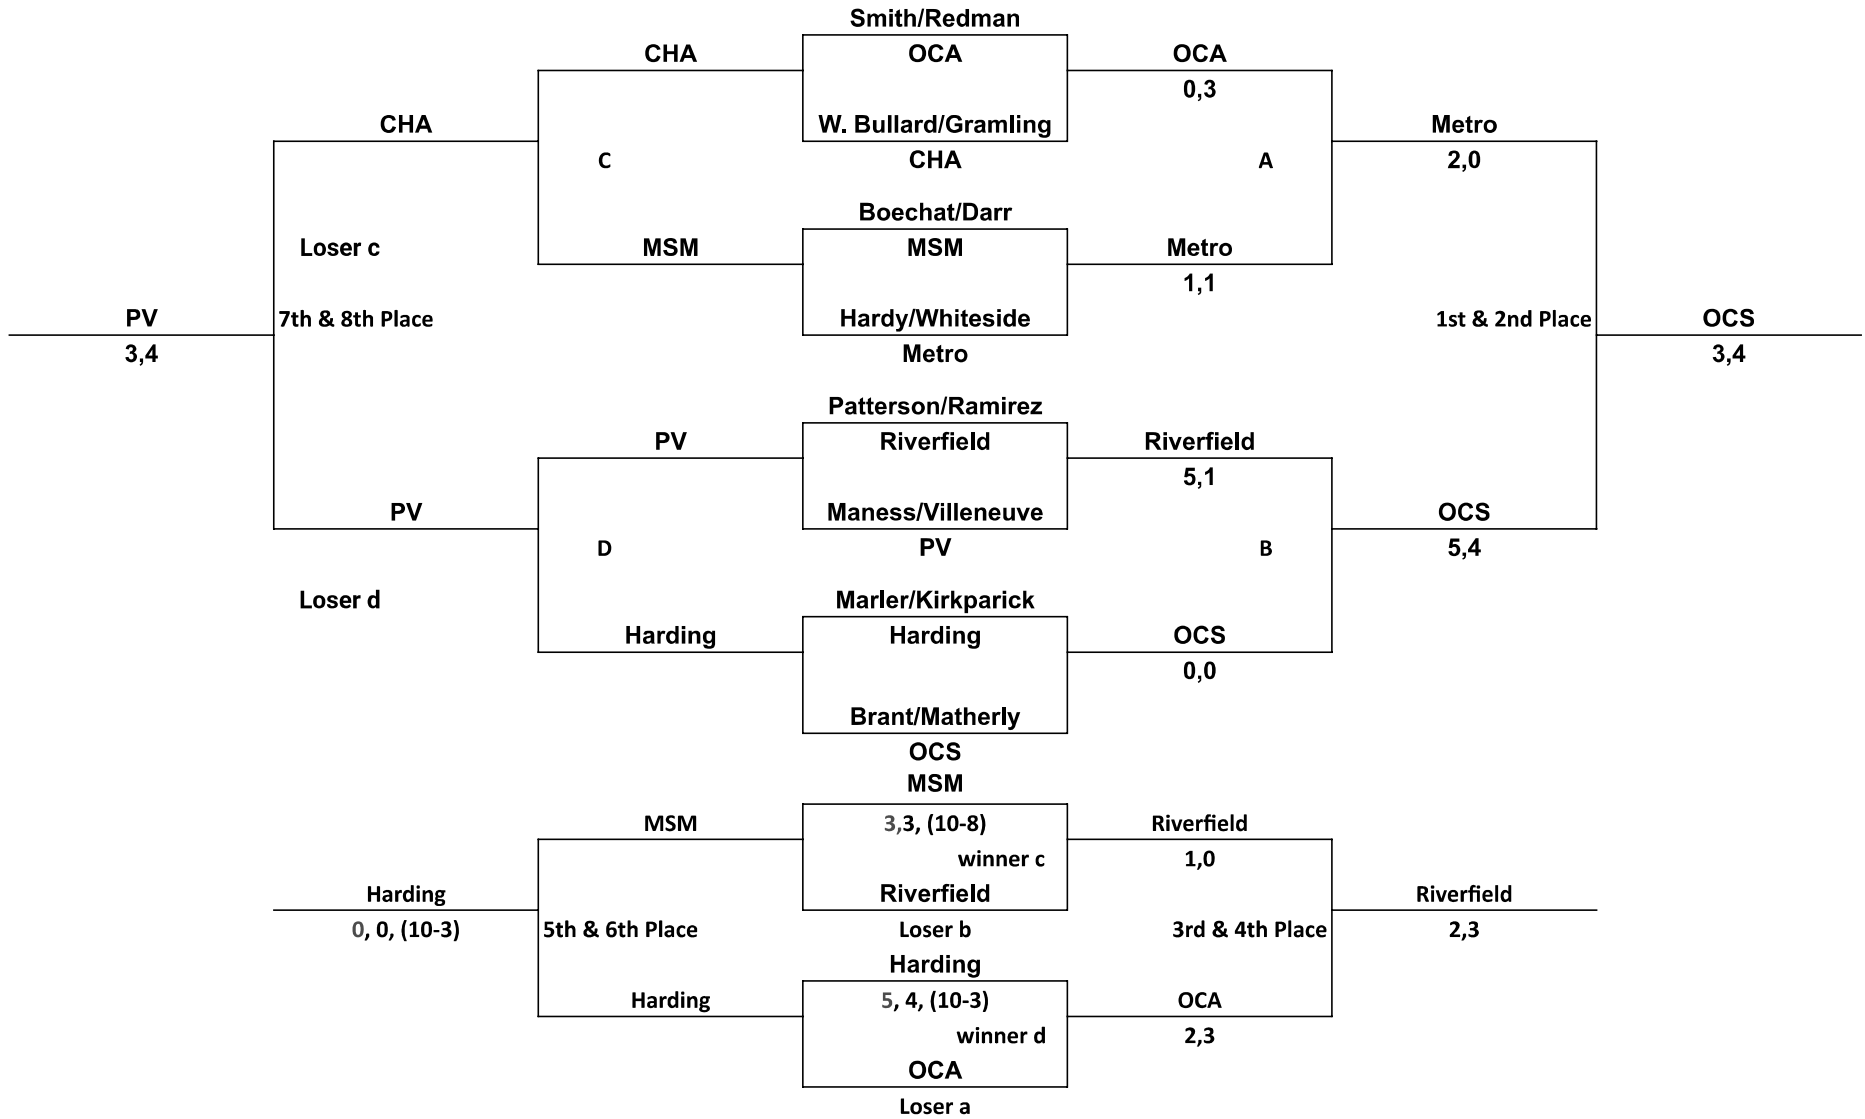 Smith/Redman
CHA OCA OCA
0,3
CHA W. Bullard/Gramling Metro
C CHA A 2,0
Boechat/Darr
Loser c MSM MSM Metro
1,1
PV 7th & 8th Place Hardy/Whiteside 1st & 2nd Place OCS
3,4 Metro 3,4
Patterson/Ramirez
PV Riverfield Riverfield
5,1
PV Maness/Villeneuve OCS
D PV B 5,4
Loser d Marler/Kirkparick
Harding Harding OCS
0,0
Brant/Matherly
OCS
MSM
MSM 3,3, (10-8) Riverfield
winner c 1,0
Harding Riverfield Riverfield
0, 0, (10-3) 5th & 6th Place Loser b 3rd & 4th Place 2,3
Harding
Harding 5, 4, (10-3) OCA
winner d 2,3
OCA
Loser a